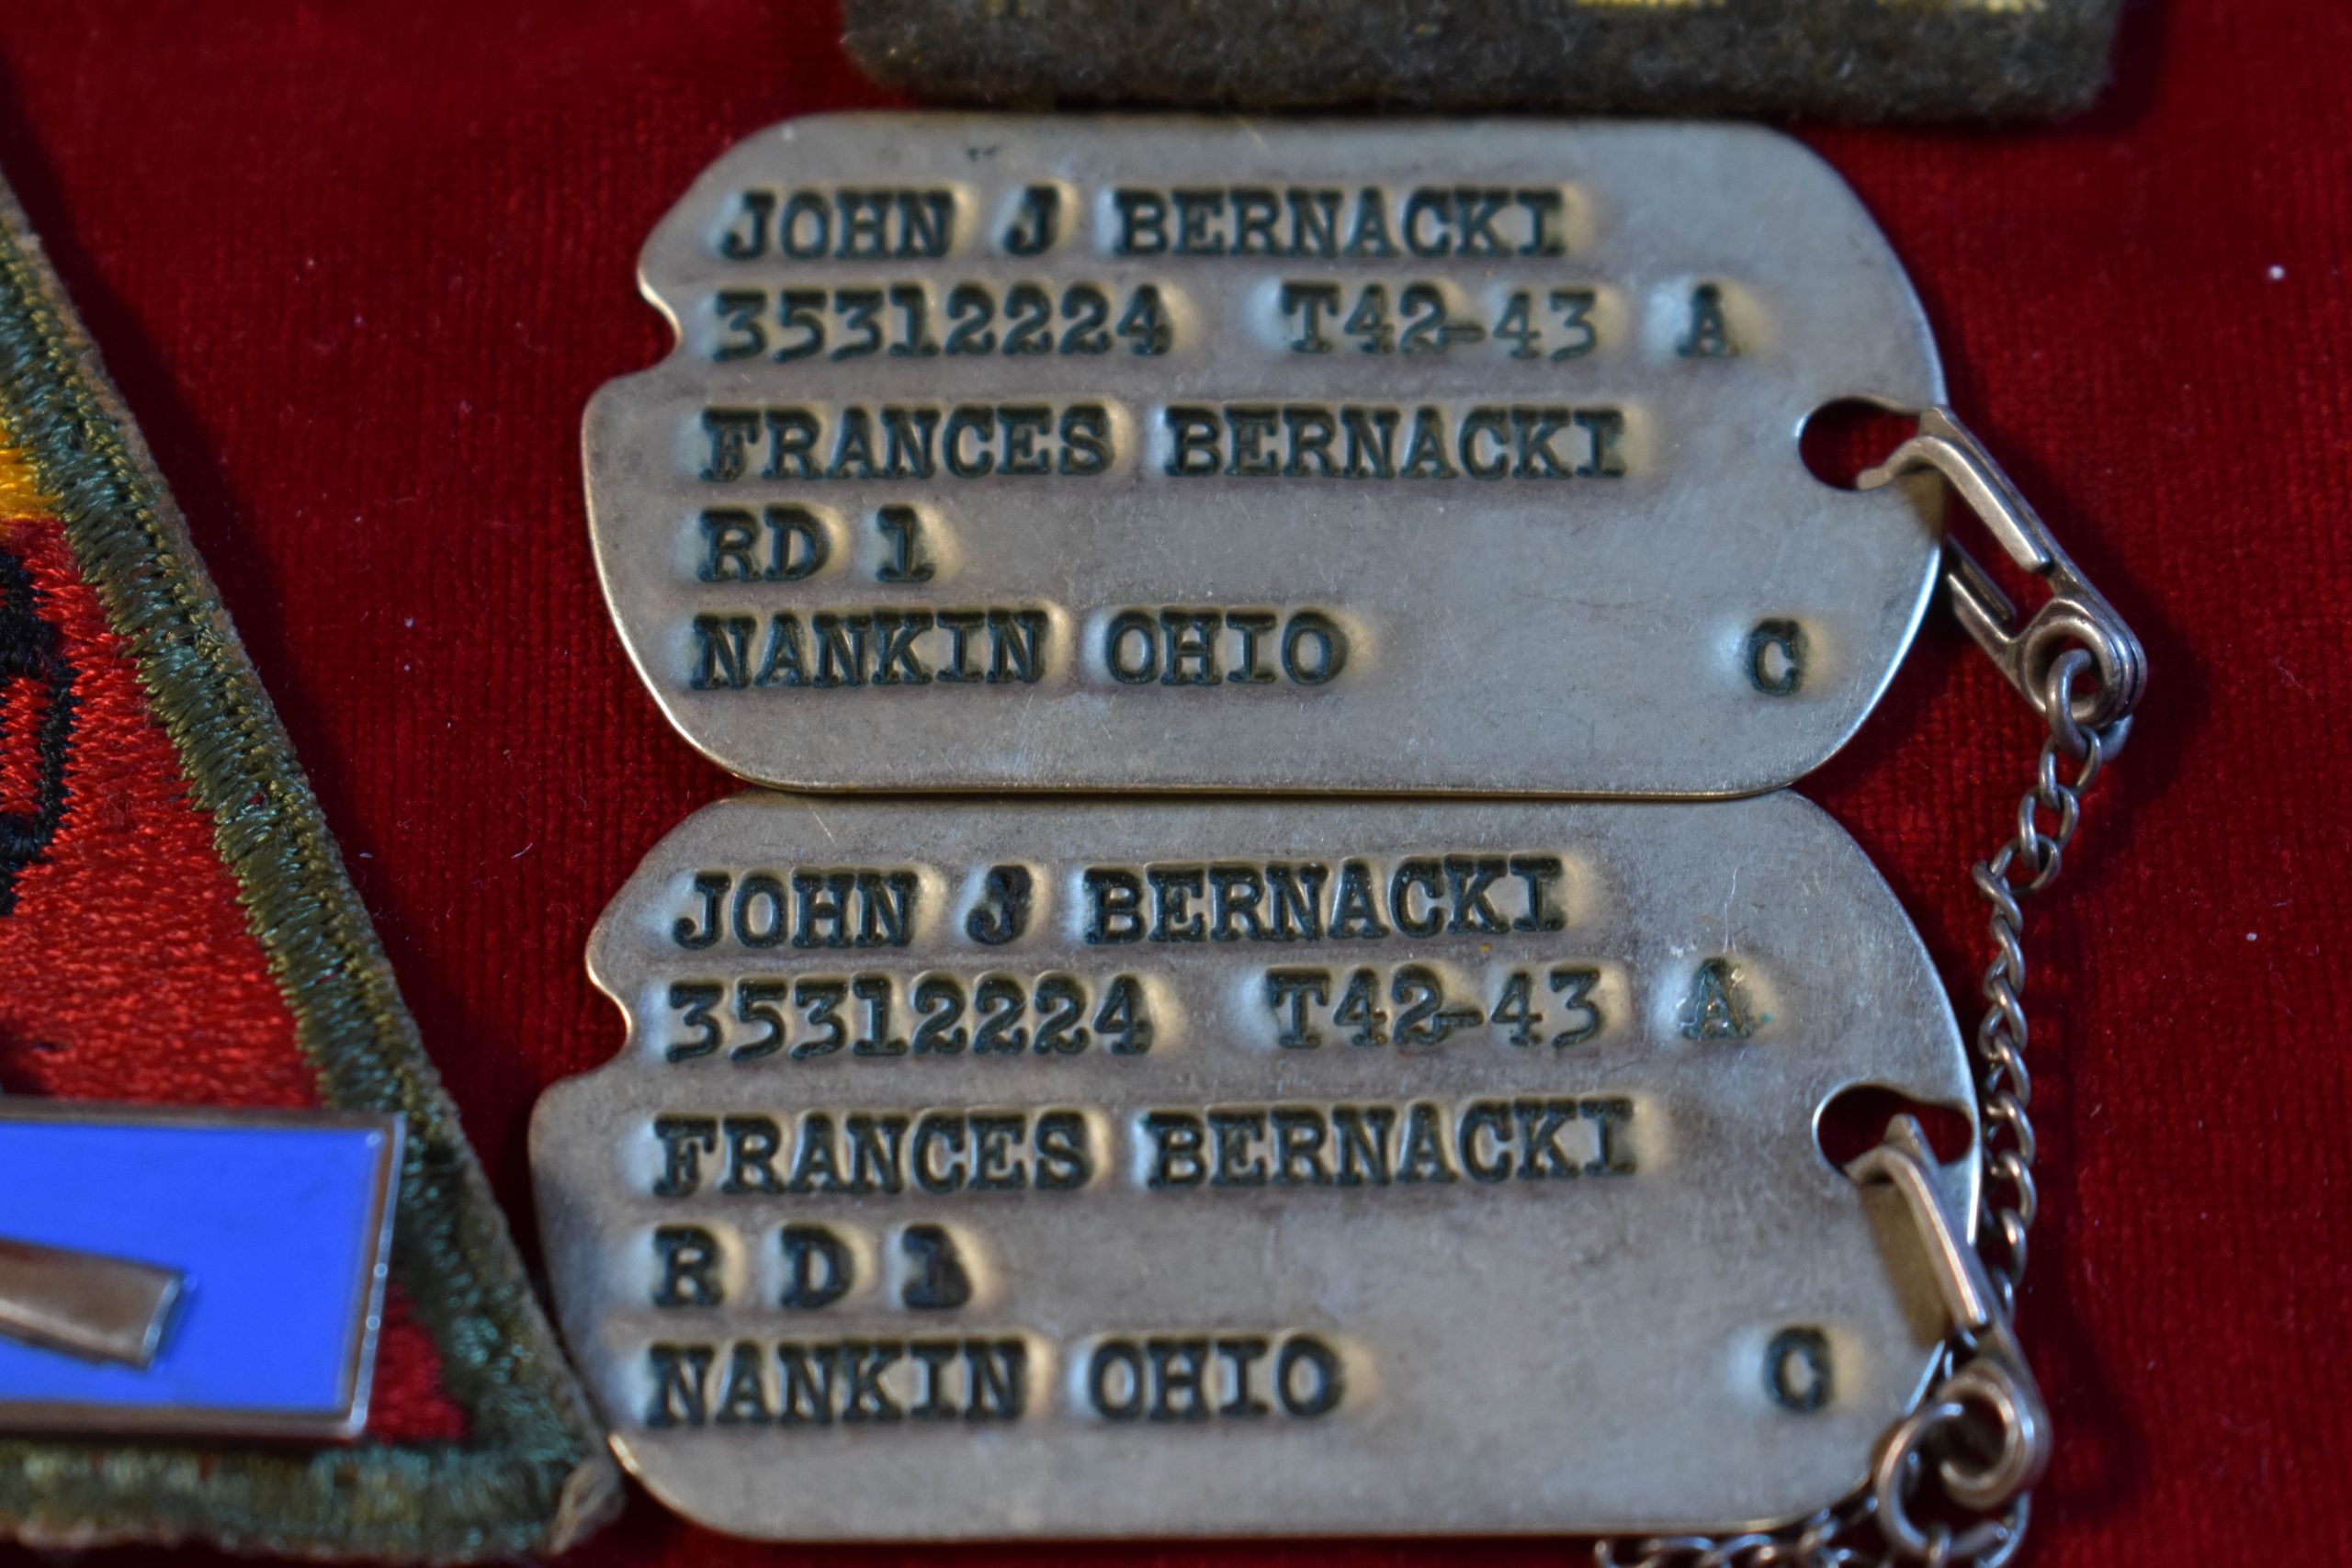 JOHN J BERNACKI
35312224 T42-43 A
FRANCES BERNACKI
RD 1
NANKIN OHIO C
JOHN J BERNACKI
35312224 T42-43 A
FRANCES BERNACKI
R D 1
NANKIN OHIO C